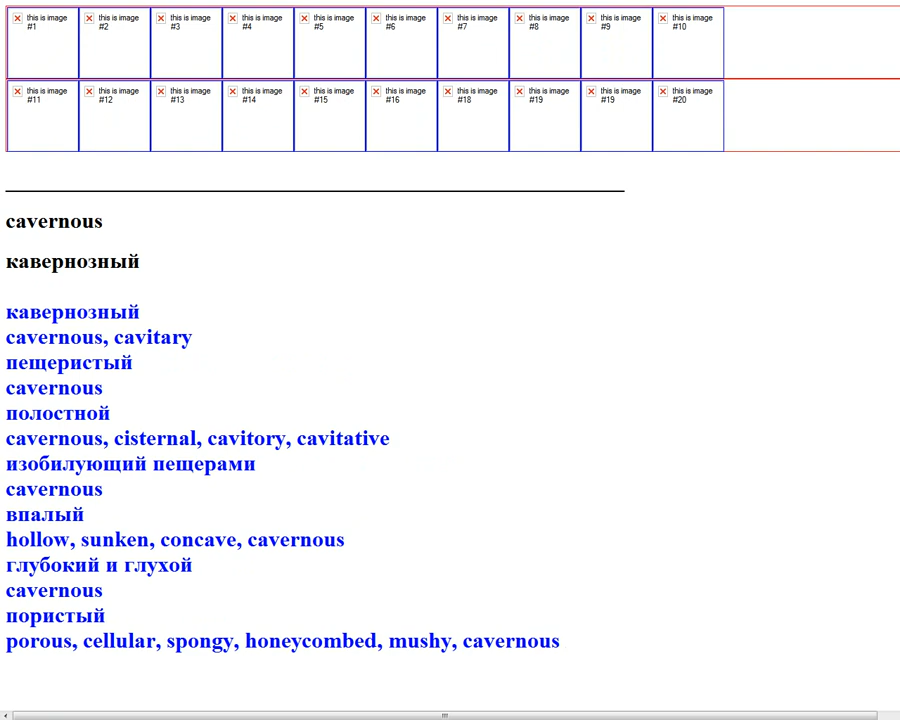 this is image #1 this is image #2 this is image #3 this is image #4 this is image #5 this is image #6 this is image #7 this is image #8 this is image #9 this is image #10
this is image #11 this is image #12 this is image #13 this is image #14 this is image #15 this is image #16 this is image #18 this is image #19 this is image #19 this is image #20
cavernous
кавернозный
кавернозный
cavernous, cavitary
пещеристый
cavernous
полостной
cavernous, cisternal, cavitory, cavitative
изобилующий пещерами
cavernous
впалый
hollow, sunken, concave, cavernous
глубокий и глухой
cavernous
пористый
porous, cellular, spongy, honeycombed, mushy, cavernous